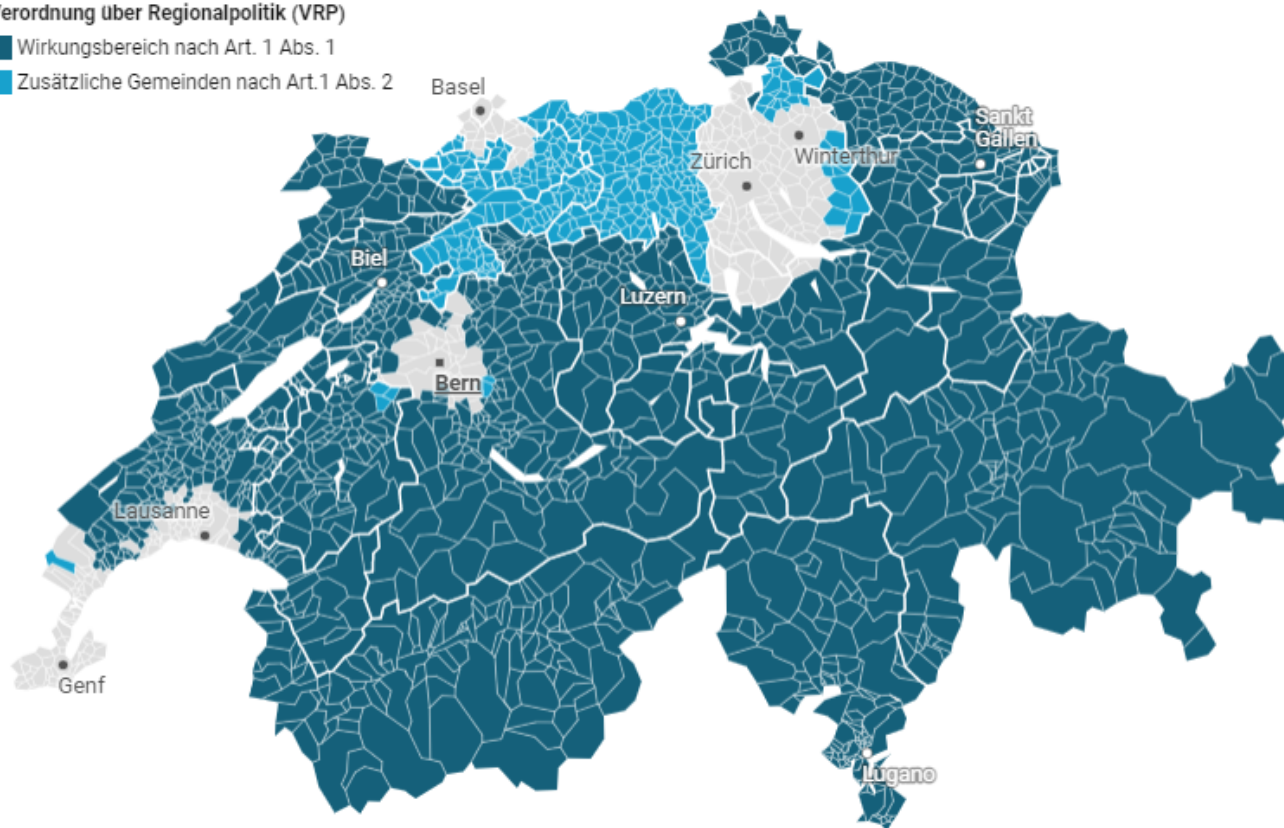 Verordnung über Regionalpolitik (VRP)
Wirkungsbereich nach Art. 1 Abs. 1
Zusätzliche Gemeinden nach Art.1 Abs. 2
Basel
Sankt
Gallen
Zürich
Winterthur
Biel
Luzern
Bern
Lausanne
Genf
Lugano